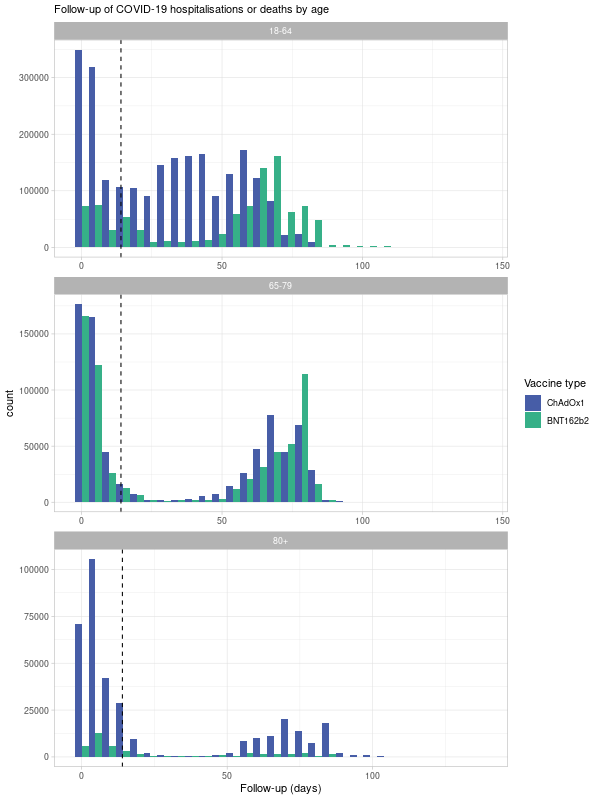 Follow-up of COVID-19 hospitalisations or deaths by age
18-64
300000
200000
100000
0
0 50 100 150
65-79
150000
100000
50000
0
0 50 100 150
count
Vaccine type
ChAdOx1
BNT162b2
80+
100000
75000
50000
25000
0
0 50 100
Follow-up (days)